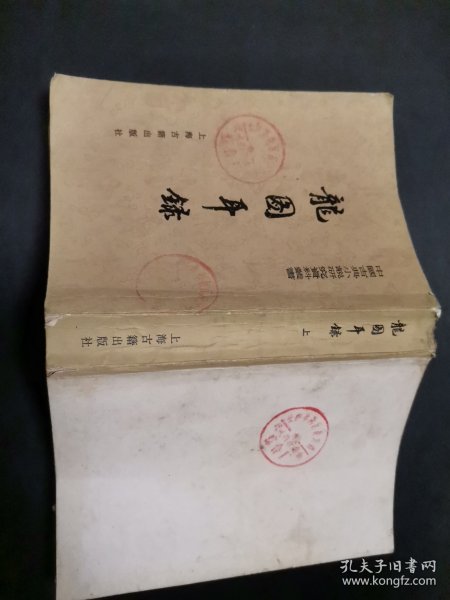 中國古典小說研究資料叢書
龍圖耳錄
上海古籍出版社
龍圖耳錄 上
上海古籍出版社
孔夫子旧书网
www.kongfz.com